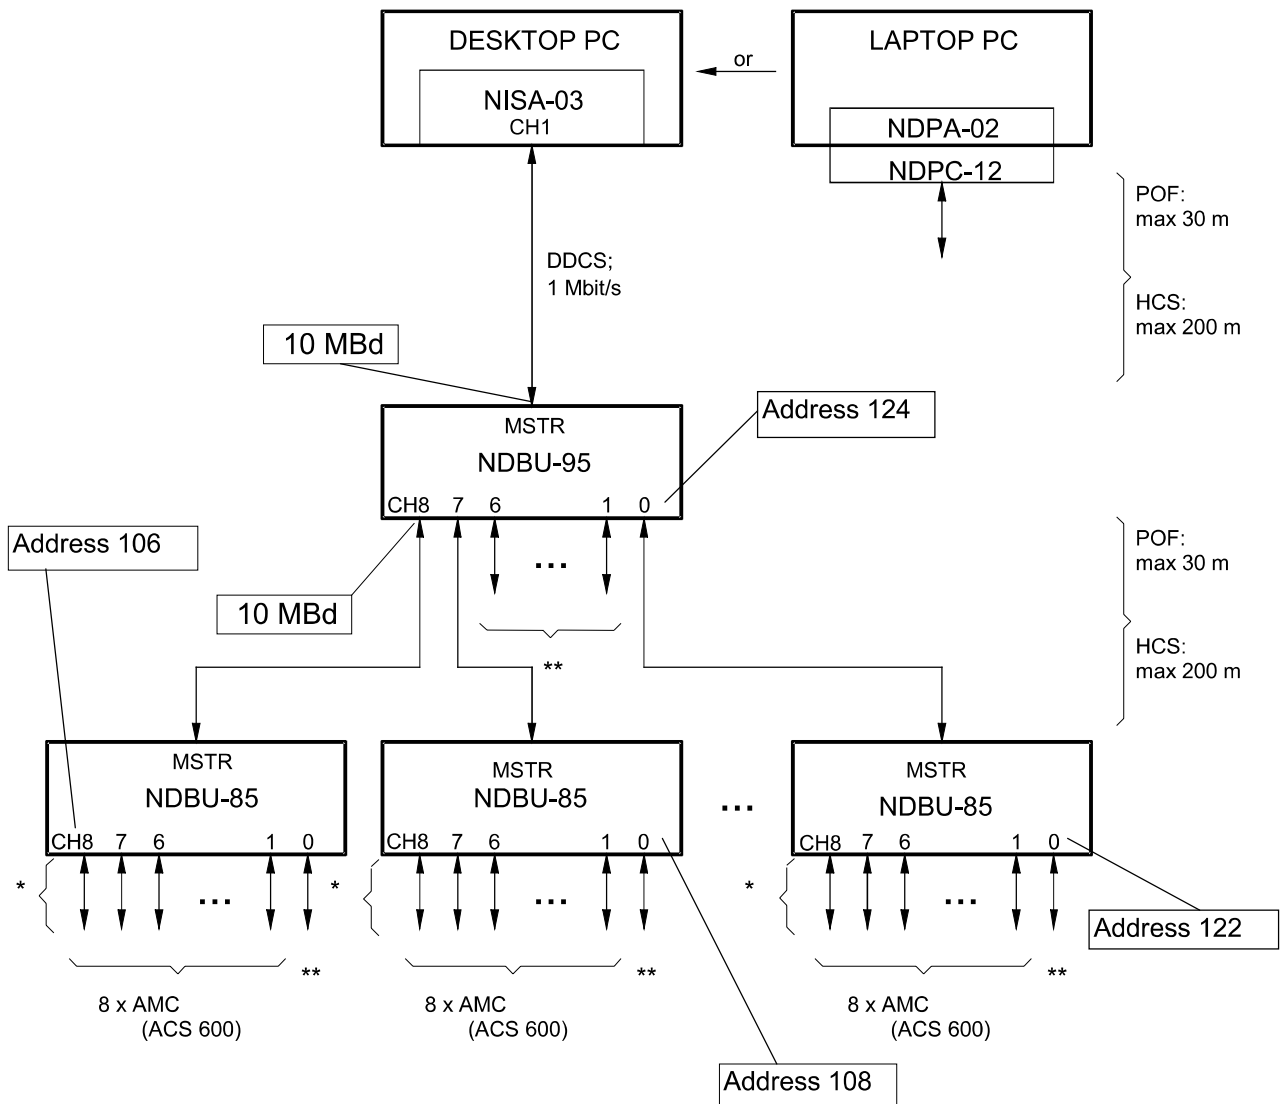 DESKTOP PC
NISA-03
CH1
or
LAPTOP PC
NDPA-02
NDPC-12
POF:
max 30 m
HCS:
max 200 m
DDCS;
1 Mbit/s
10 MBd
Address 124
MSTR
NDBU-95
CH8 7 6 1 0
...
**
Address 106
10 MBd
POF:
max 30 m
HCS:
max 200 m
MSTR
NDBU-85
CH8 7 6 1 0
* ... *
**
8 x AMC
(ACS 600)
MSTR
NDBU-85
CH8 7 6 1 0
* ...
**
8 x AMC
(ACS 600)
Address 108
...
MSTR
NDBU-85
CH8 7 6 1 0
* ...
**
8 x AMC
(ACS 600)
Address 122